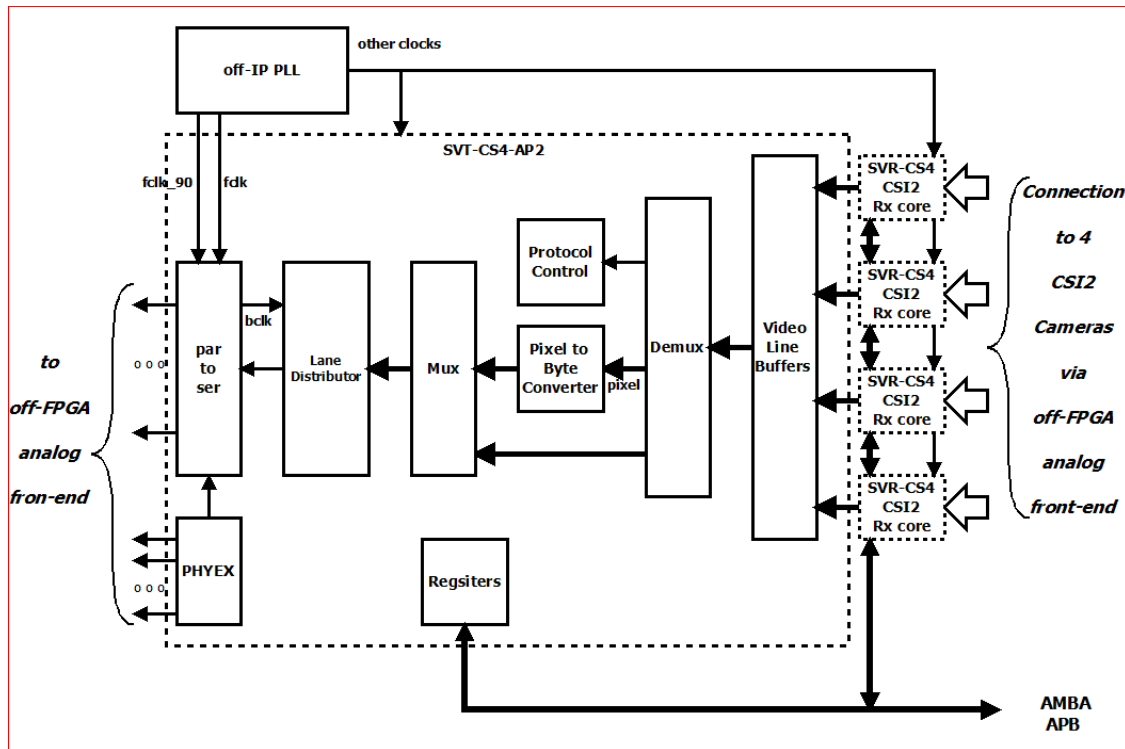 other clocks
off-IP PLL
SVT-CS4-AP2
fclk_90
fclk
SVR-CS4
CSI2
Rx core
SVR-CS4
CSI2
Rx core
SVR-CS4
CSI2
Rx core
SVR-CS4
CSI2
Rx core
Connection
to 4
CSI2
Cameras
via
off-FPGA
analog
front-end
Protocol
Control
Video
Line
Buffers
Demux
Pixel to
Byte
Converter
pixel
Mux
Lane
Distributor
bclk
par
to
ser
o o o
to
off-FPGA
analog
fron-end
PHYEX
o o o
Regsiters
AMBA
APB